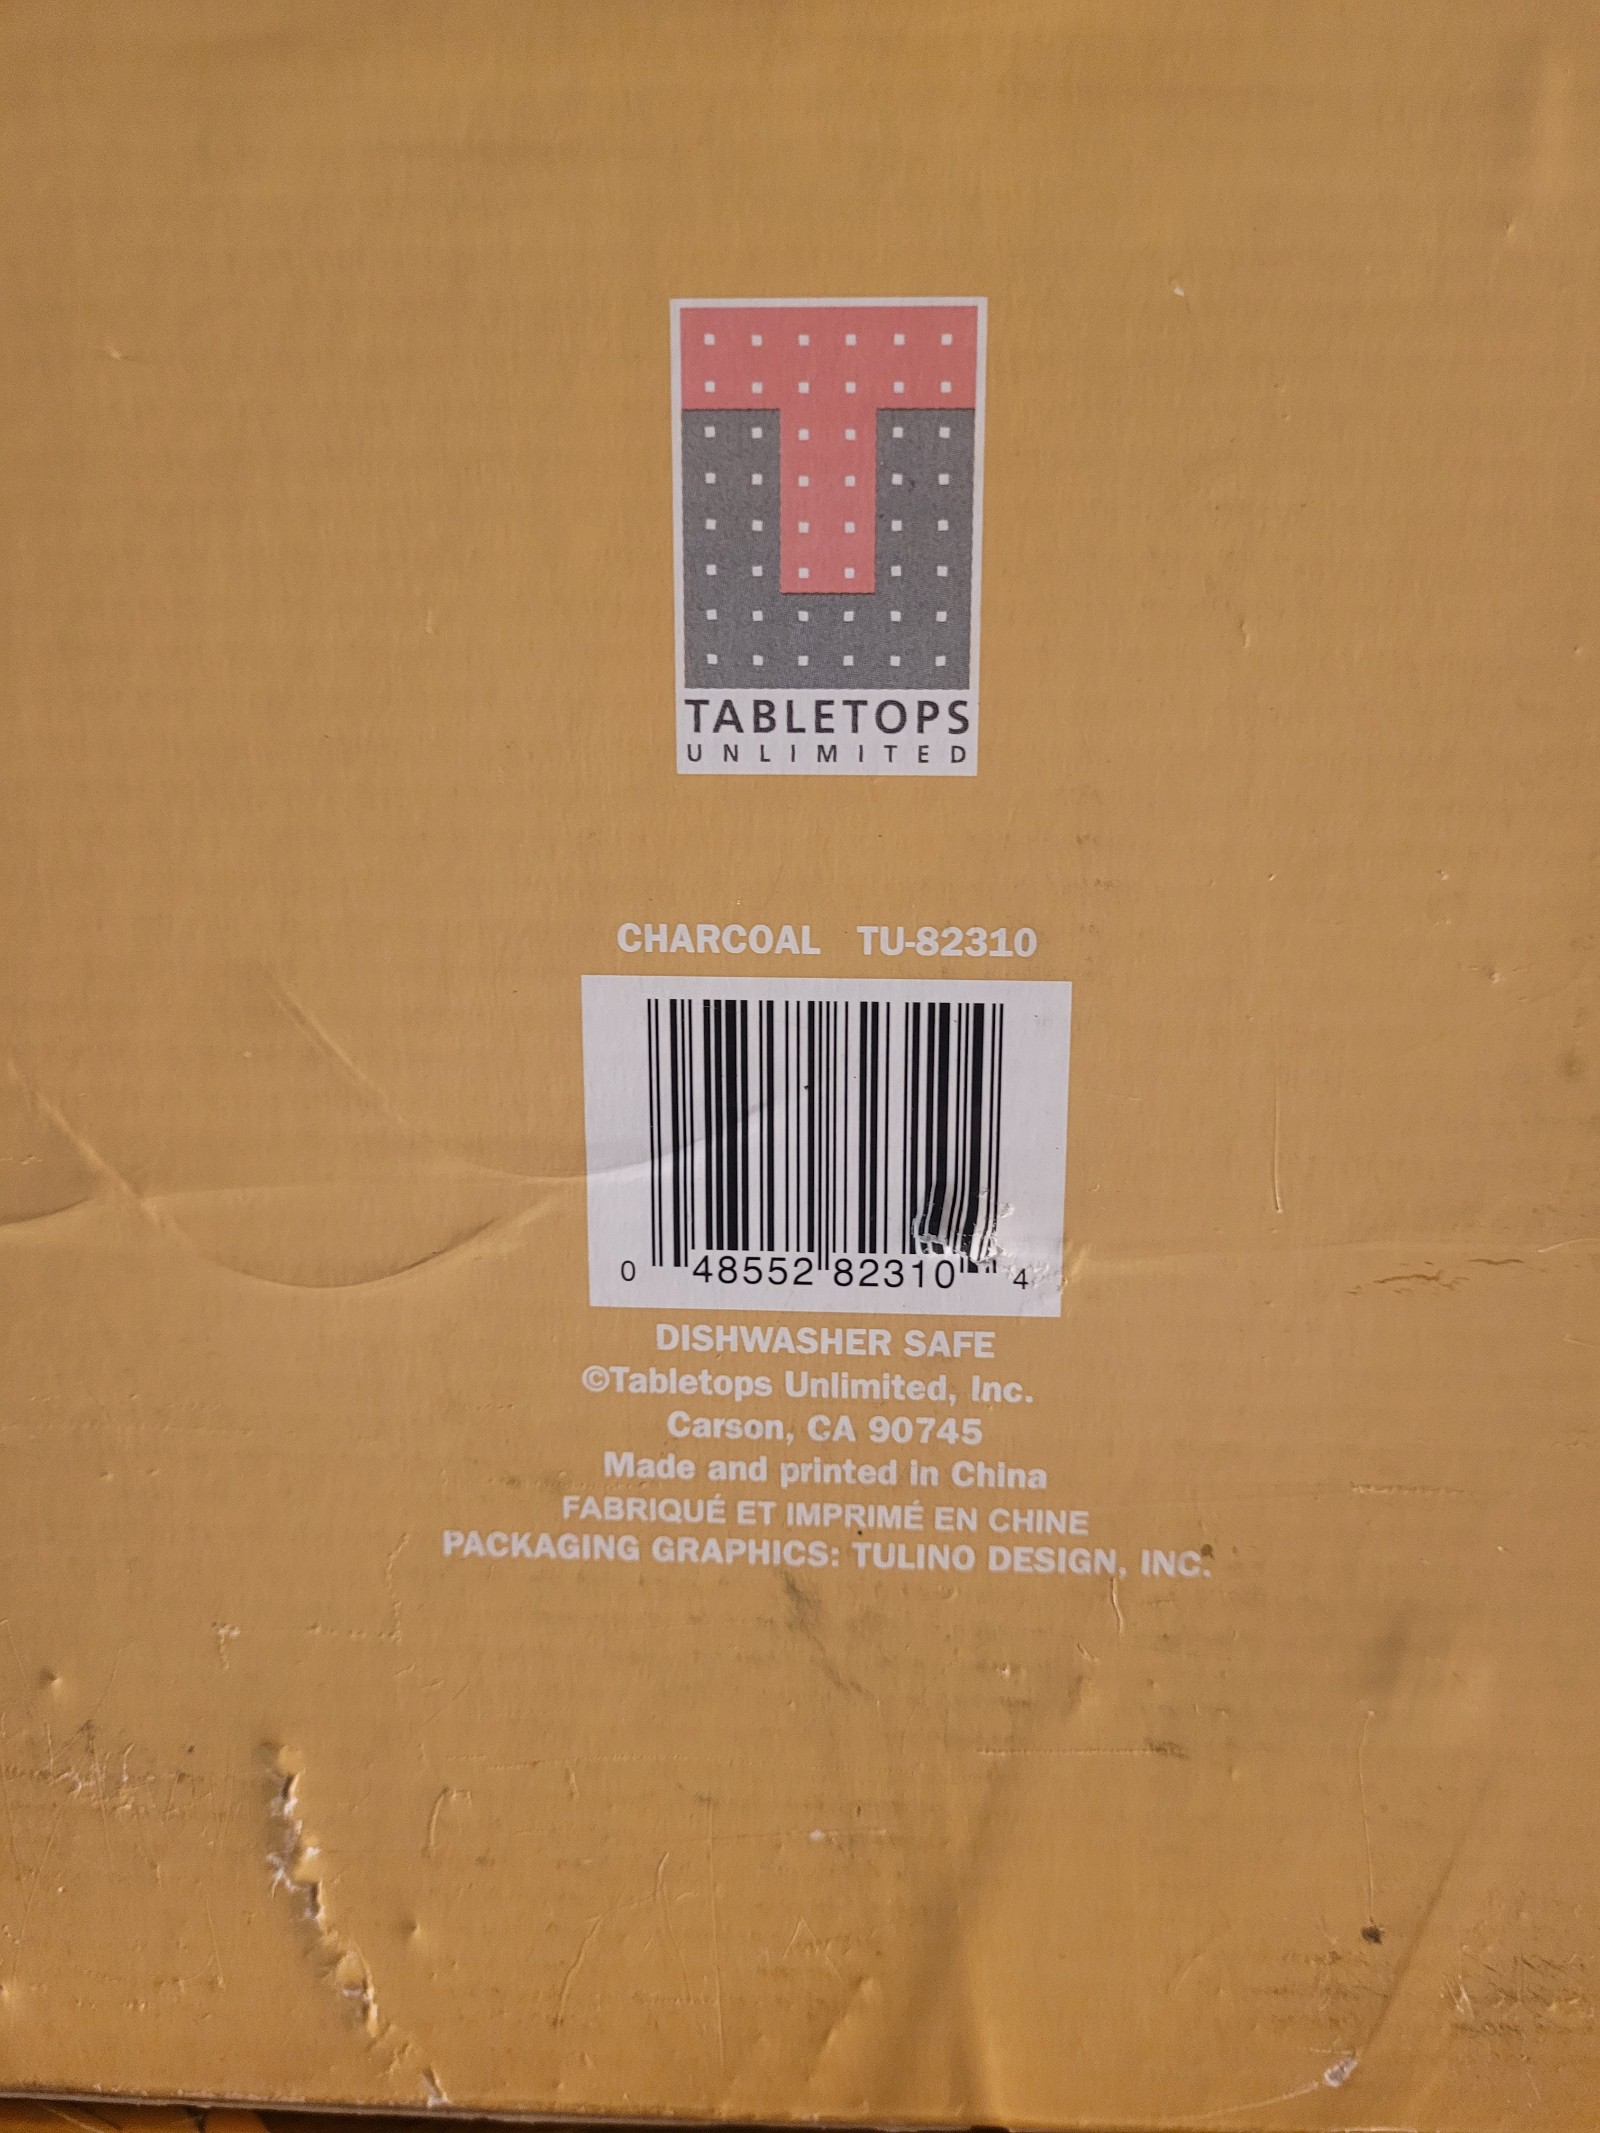 TABLETOPS
UNLIMITED
CHARCOAL TU-82310
0 48552 82310 4
DISHWASHER SAFE
©Tabletops Unlimited, Inc.
Carson, CA 90745
Made and printed in China
FABRIQUÉ ET IMPRIMÉ EN CHINE
PACKAGING GRAPHICS: TULINO DESIGN, INC.